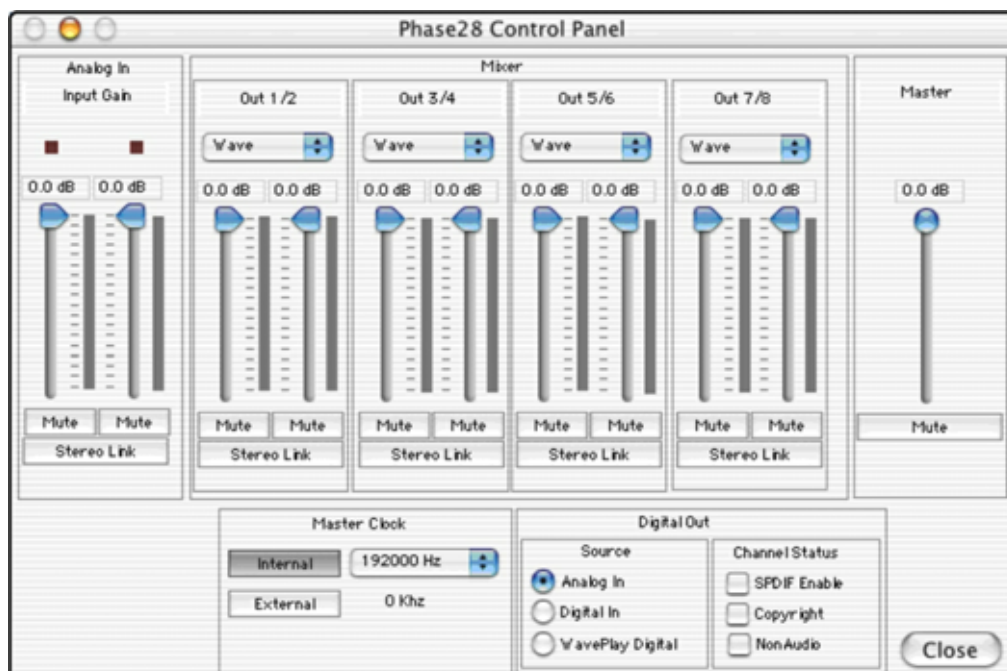 Phase28 Control Panel
Analog In
Input Gain
0.0 dB 0.0 dB
Mute Mute
Stereo Link
Mixer
Out 1/2
Wave
0.0 dB 0.0 dB
Mute Mute
Stereo Link
Out 3/4
Wave
0.0 dB 0.0 dB
Mute Mute
Stereo Link
Out 5/6
Wave
0.0 dB 0.0 dB
Mute Mute
Stereo Link
Out 7/8
Wave
0.0 dB 0.0 dB
Mute Mute
Stereo Link
Master
0.0 dB
Mute
Master Clock
Internal 192000 Hz
External 0 Khz
Digital Out
Source
Analog In
Digital In
WavePlay Digital
Channel Status
SPDIF Enable
Copyright
NonAudio
Close